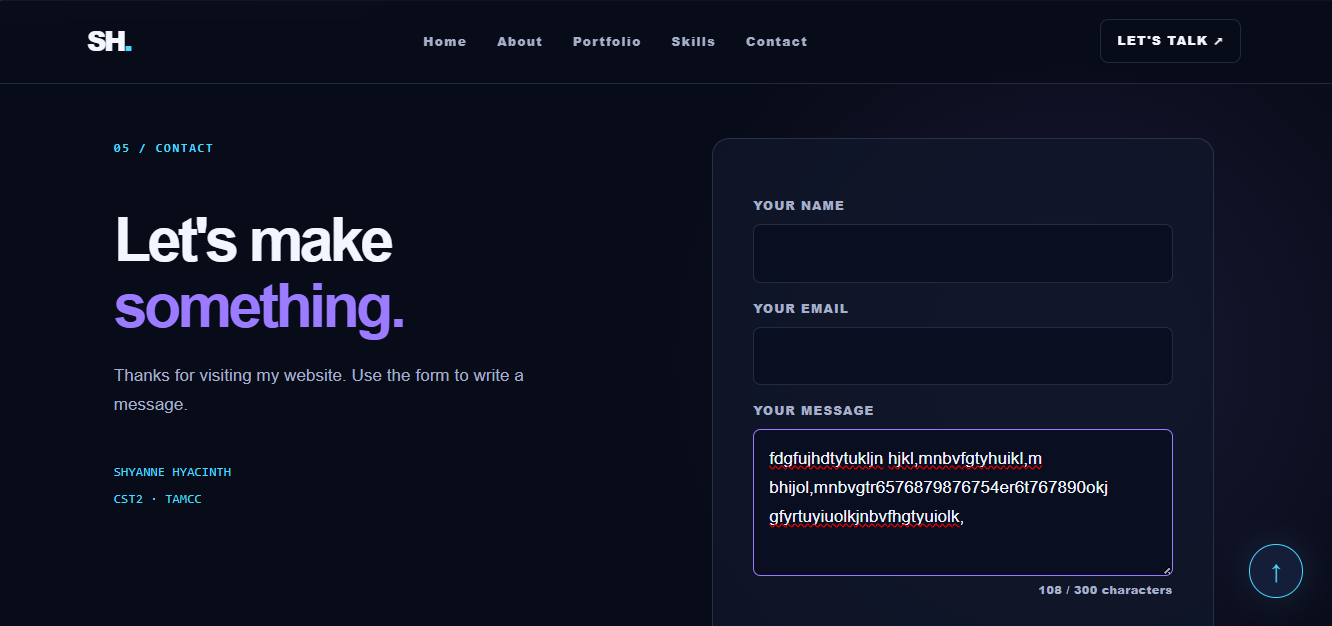 SH.
Home About Portfolio Skills Contact
LET'S TALK ↗
05 / CONTACT
Let's make
something.
Thanks for visiting my website. Use the form to write a
message.
SHYANNE HYACINTH
CST2 · TAMCC
YOUR NAME
YOUR EMAIL
YOUR MESSAGE
fdgfujhdtytukljn hjkl,mnbvfgtyhuikl,m
bhijol,mnbvgtr6576879876754er6t767890okj
gfyrtuyiuolkjnbvfhgtyuiolk,
108 / 300 characters
↑